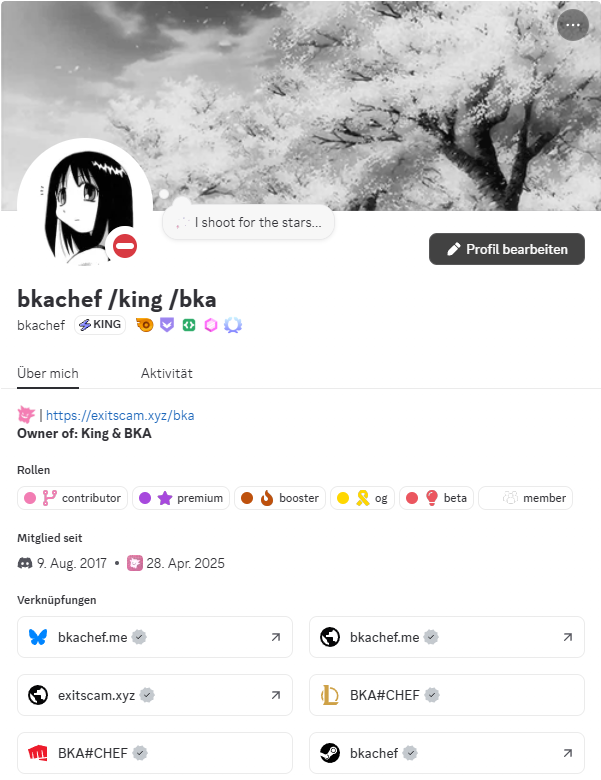 I shoot for the stars...
Profil bearbeiten
bkachef /king /bka
bkachef KING
Über mich Aktivität
| https://exitscam.xyz/bka
Owner of: King & BKA
Rollen
contributor premium booster og beta member
Mitglied seit
9. Aug. 2017 • 28. Apr. 2025
Verknüpfungen
bkachef.me bkachef.me
exitscam.xyz BKA#CHEF
BKA#CHEF bkachef